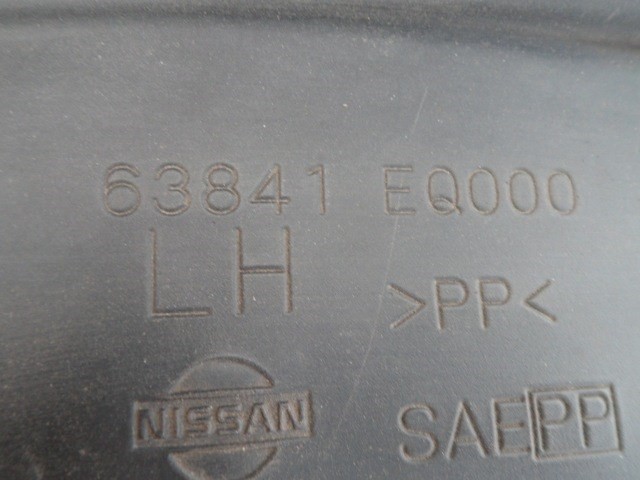 63841 EQ000
LH >PP<
NISSAN SAE PP